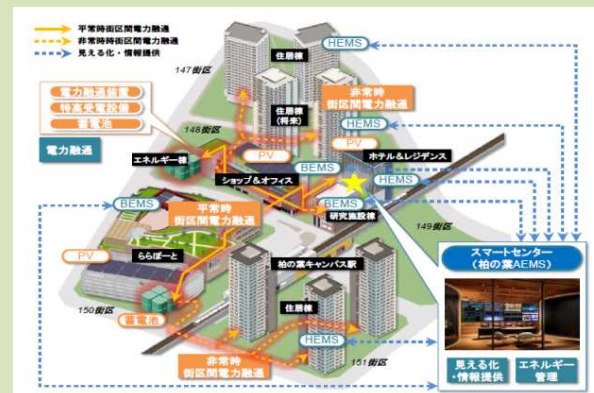 平常時街区間電力融通
非常時街区間電力融通
見える化・情報提供
147街区
住居棟
HEMS
電力融通装置
特高受電設備
蓄電池
電力融通
148街区
住居棟
(将来)
非常時
街区間電力融通
HEMS
エネルギー棟
PV
PV
ホテル&レジデンス
ショップ&オフィス
BEMS
HEMS
BEMS
平常時
街区間電力融通
BEMS
研究施設棟
149街区
ららぽーと
PV
柏の葉キャンパス駅
スマートセンター
(柏の葉AEMS)
150街区
住居棟
蓄電池
HEMS
非常時
街区間電力融通
151街区
見える化
・情報提供
エネルギー
管理